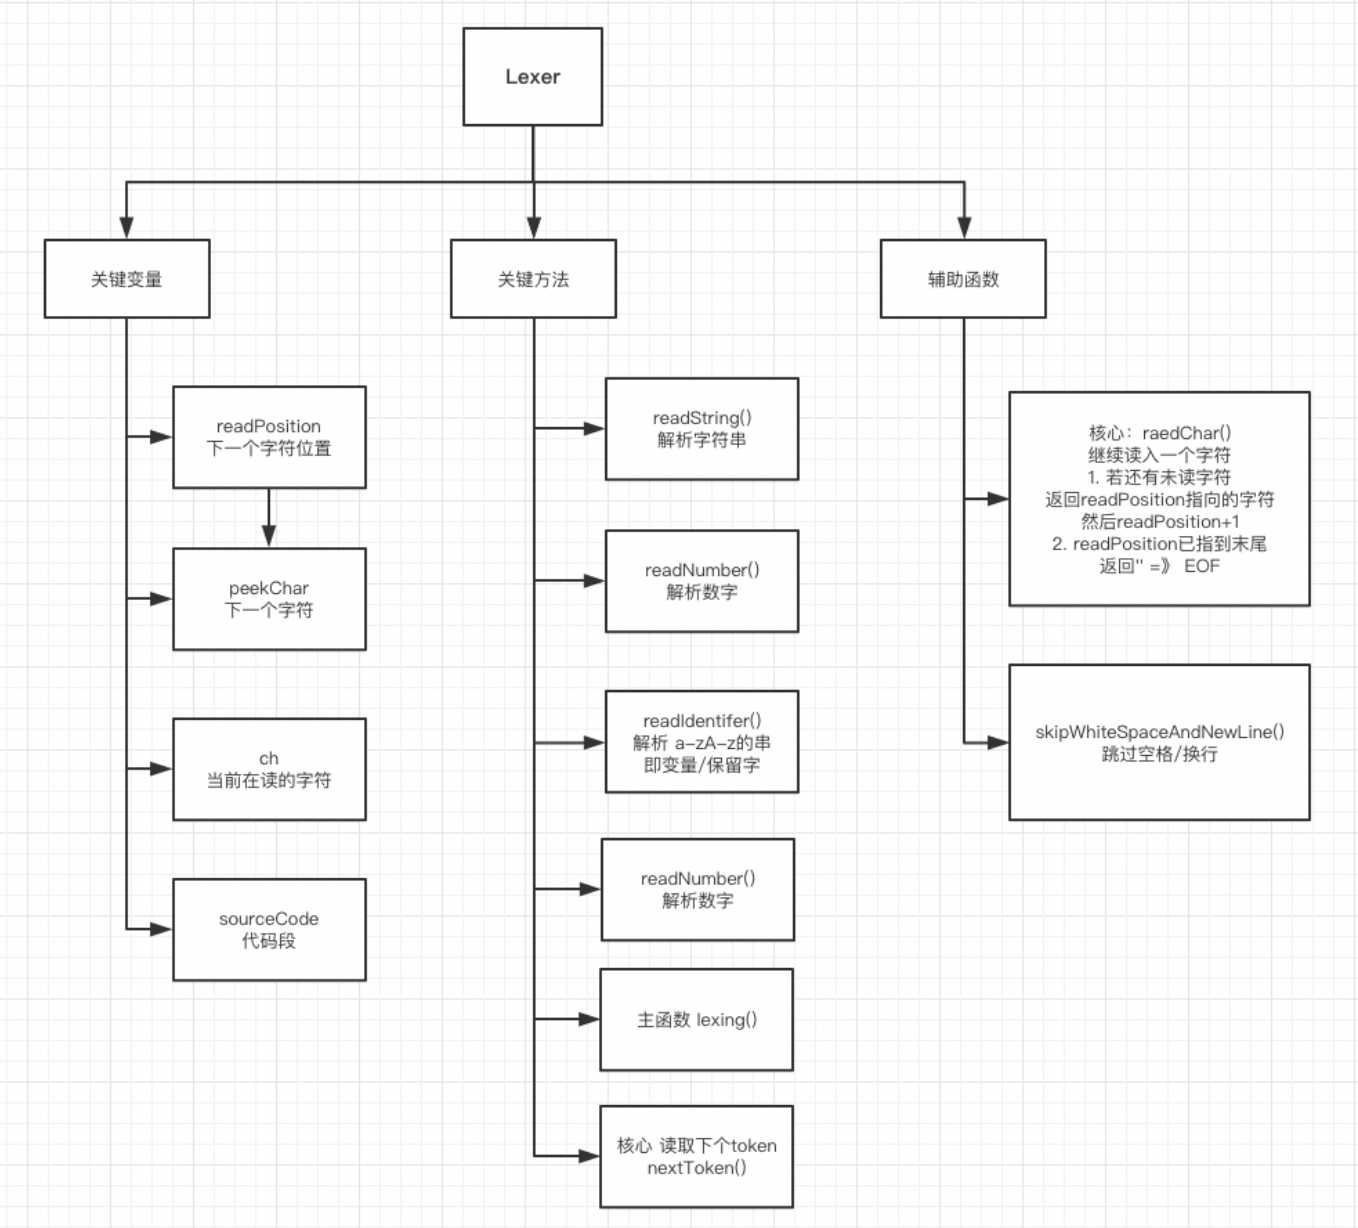 Lexer
关键变量
readPosition
下一个字符位置
peekChar
下一个字符
ch
当前在读的字符
sourceCode
代码段
关键方法
readString()
解析字符串
readNumber()
解析数字
readIdentifer()
解析 a-zA-z的串
即变量/保留字
readNumber()
解析数字
主函数 lexing()
核心 读取下个token
nextToken()
辅助函数
核心：raedChar()
继续读入一个字符
1. 若还有未读字符
返回readPosition指向的字符
然后readPosition+1
2. readPosition已指到末尾
返回'' =》 EOF
skipWhiteSpaceAndNewLine()
跳过空格/换行